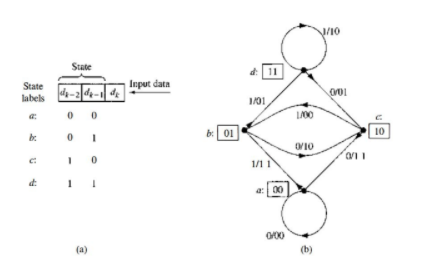 State
State labels
d_{k-2} d_{k-1} d_k Input data
a: 0 0
b: 0 1
c: 1 0
d: 1 1
(a)
1/10
d: 11
1/01 0/01
1/00
c:
b: 01 10
0/10
1/1 1 0/1 1
a: 00
0/00
(b)